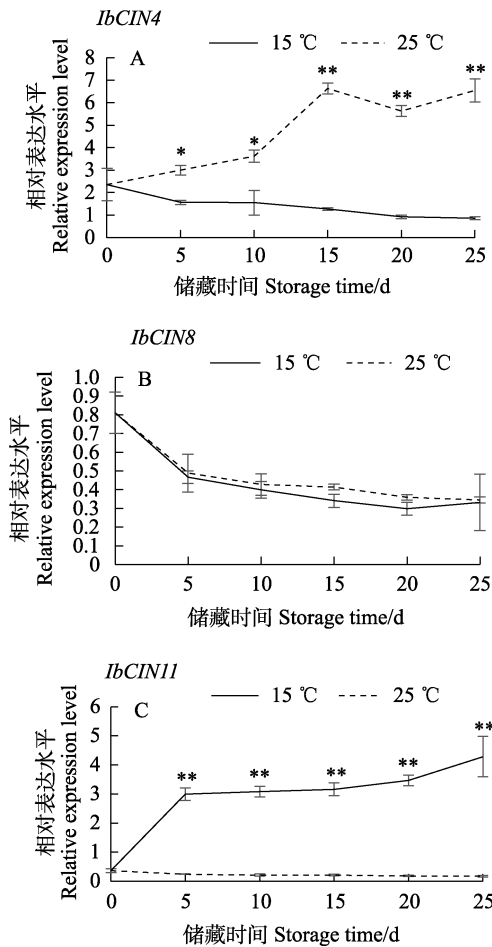 IbCIN4
15 ℃ 25 ℃
A
8
7
6
5
4
3
2
1
0
* * ** ** **
0 5 10 15 20 25
相对表达水平
Relative expression level
储藏时间 Storage time/d
IbCIN8
15 ℃ 25 ℃
B
1.0
0.9
0.8
0.7
0.6
0.5
0.4
0.3
0.2
0.1
0
0 5 10 15 20 25
相对表达水平
Relative expression level
储藏时间 Storage time/d
IbCIN11
15 ℃ 25 ℃
C
6
5
4
3
2
1
0
** ** ** ** **
0 5 10 15 20 25
相对表达水平
Relative expression level
储藏时间 Storage time/d